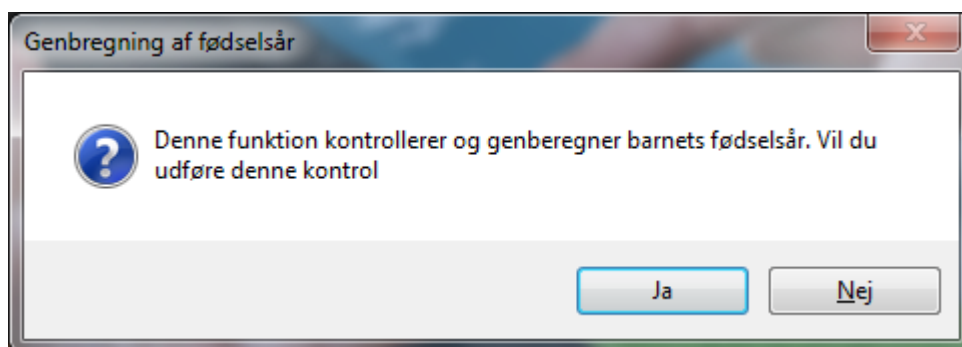 Genbregning af fødselsår
Denne funktion kontrollerer og genberegner barnets fødselsår. Vil du
udføre denne kontrol
Ja
Nej